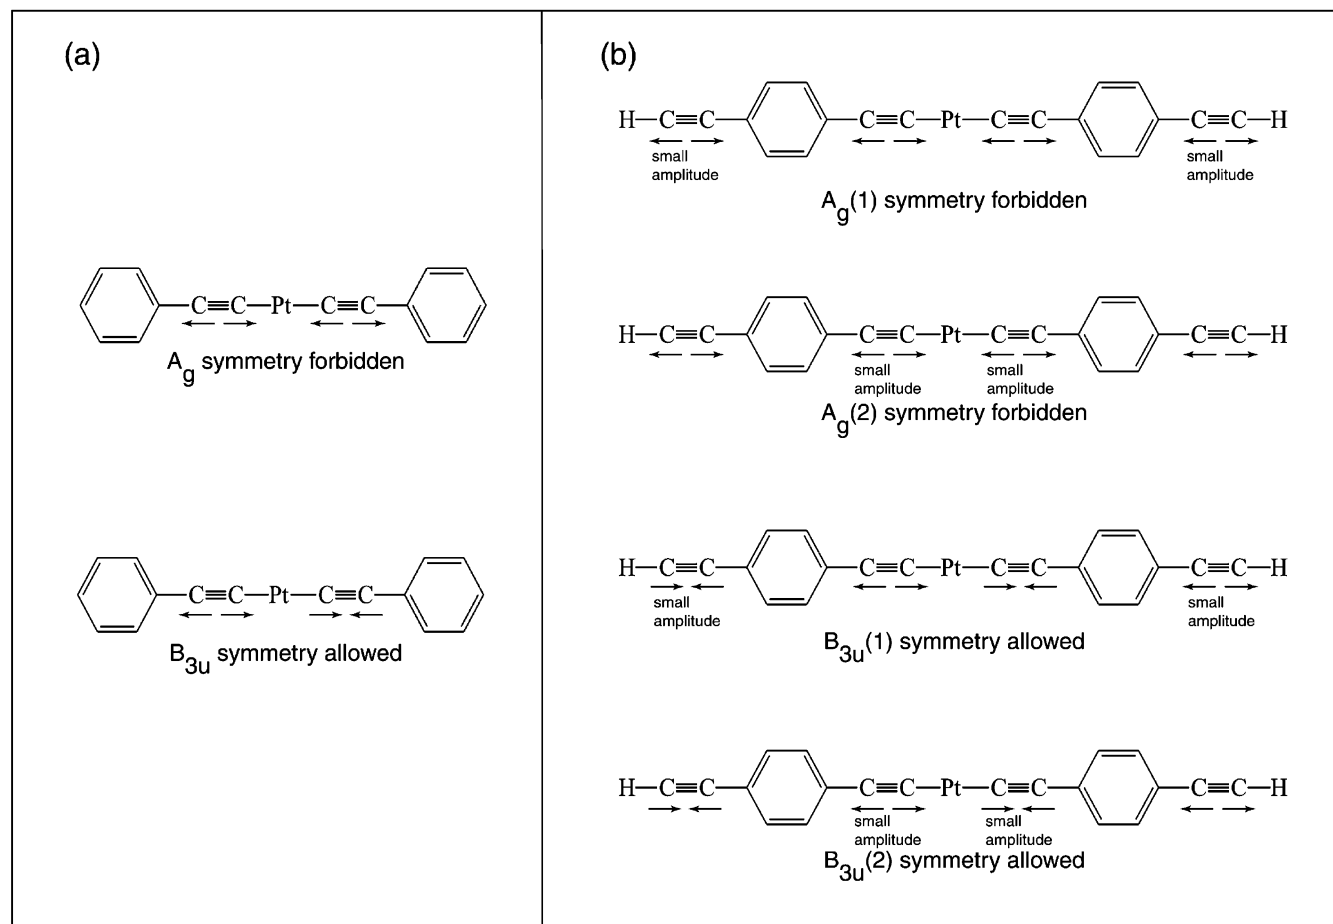 (a)
C≡C—Pt—C≡C
Ag symmetry forbidden
C≡C—Pt—C≡C
B3u symmetry allowed
(b)
H—C≡C C≡C—Pt—C≡C C≡C—H
small small
amplitude amplitude
Ag(1) symmetry forbidden
H—C≡C C≡C—Pt—C≡C C≡C—H
small small
amplitude amplitude
Ag(2) symmetry forbidden
H—C≡C C≡C—Pt—C≡C C≡C—H
small small
amplitude amplitude
B3u(1) symmetry allowed
H—C≡C C≡C—Pt—C≡C C≡C—H
small small
amplitude amplitude
B3u(2) symmetry allowed